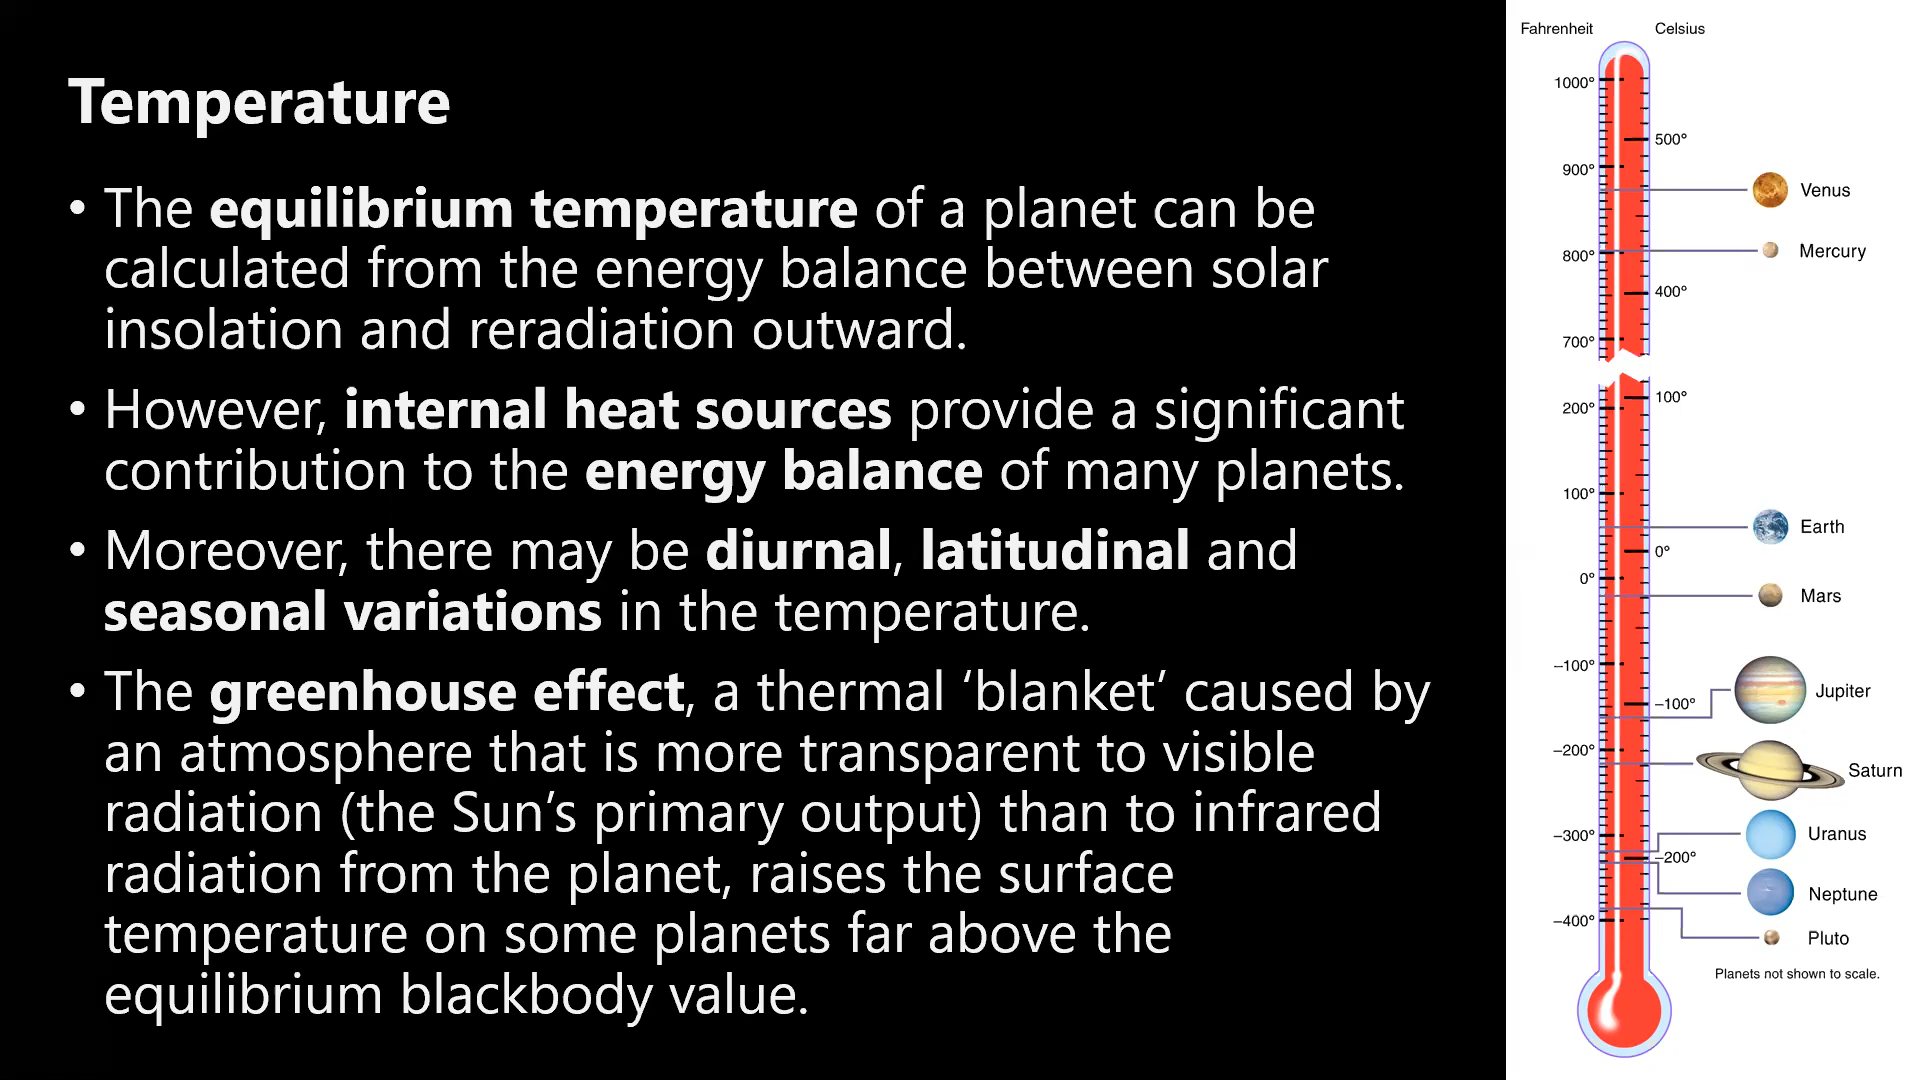 Temperature
• The equilibrium temperature of a planet can be
calculated from the energy balance between solar
insolation and reradiation outward.
• However, internal heat sources provide a significant
contribution to the energy balance of many planets.
• Moreover, there may be diurnal, latitudinal and
seasonal variations in the temperature.
• The greenhouse effect, a thermal ‘blanket’ caused by
an atmosphere that is more transparent to visible
radiation (the Sun’s primary output) than to infrared
radiation from the planet, raises the surface
temperature on some planets far above the
equilibrium blackbody value.
Fahrenheit Celsius
1000°
500°
900°
Venus
800°
Mercury
400°
700°
100°
200°
100°
Earth
0°
0°
Mars
–100°
Jupiter
–100°
–200°
Saturn
–300°
Uranus
–200°
Neptune
–400°
Pluto
Planets not shown to scale.